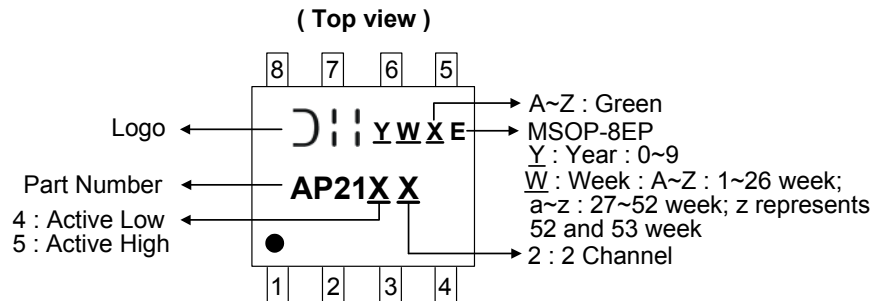 ( Top view )
8 7 6 5
Logo
Y W X E
A~Z : Green
MSOP-8EP
Y : Year : 0~9
W : Week : A~Z : 1~26 week;
a~z : 27~52 week; z represents
52 and 53 week
Part Number
AP21X X
4 : Active Low
5 : Active High
2 : 2 Channel
1 2 3 4